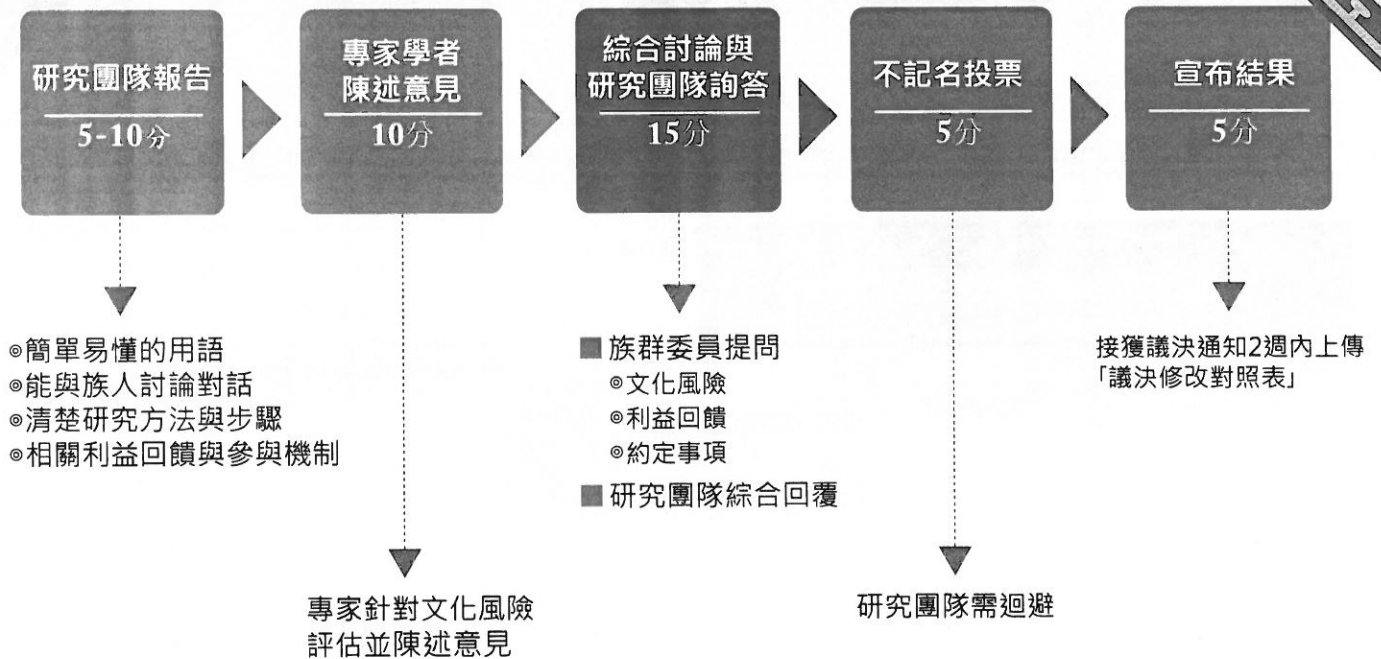 研究團隊報告
5-10分
專家學者
陳述意見
10分
綜合討論與
研究團隊詢答
15分
不記名投票
5分
宣布結果
5分
◎簡單易懂的用語
◎能與族人討論對話
◎清楚研究方法與步驟
◎相關利益回饋與參與機制
專家針對文化風險
評估並陳述意見
■ 族群委員提問
◎文化風險
◎利益回饋
◎約定事項
■ 研究團隊綜合回覆
研究團隊需迴避
接獲議決通知2週內上傳
「議決修改對照表」